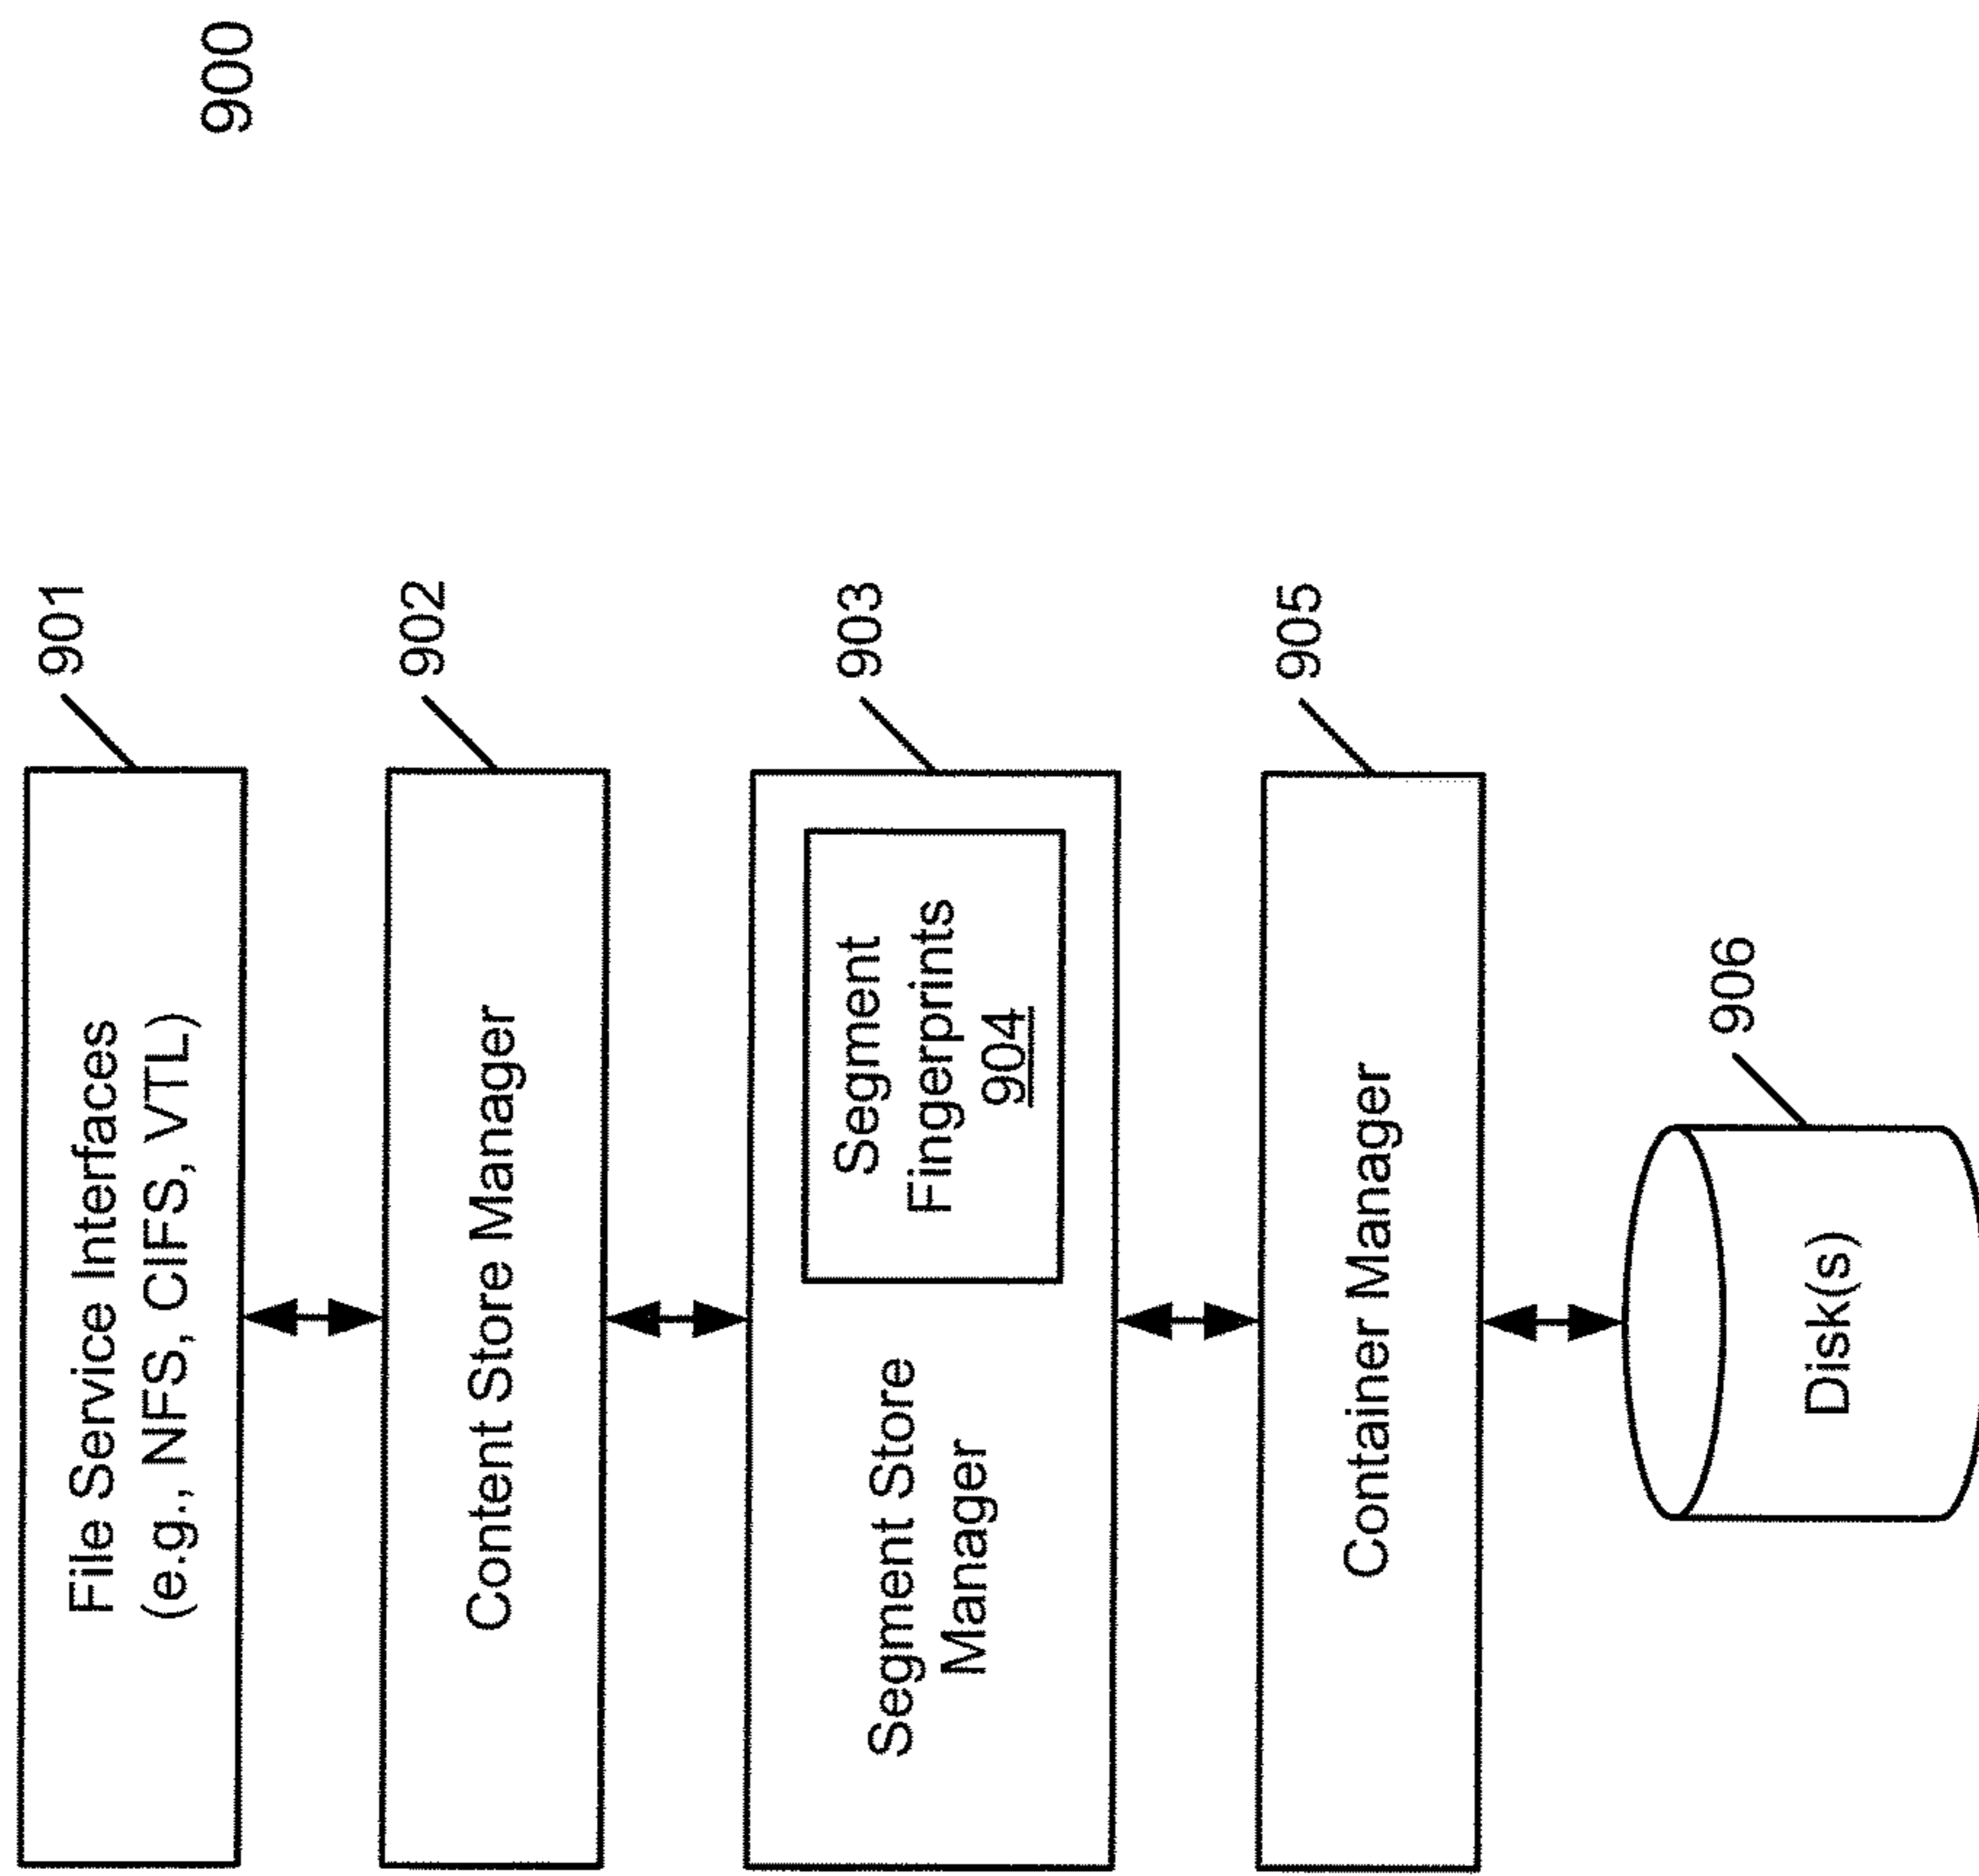 900
901
File Service Interfaces
(e.g., NFS, CIFS, VTL)
902
Content Store Manager
903
Segment Store
Manager
Segment
Fingerprints
904
905
Container Manager
906
Disk(s)